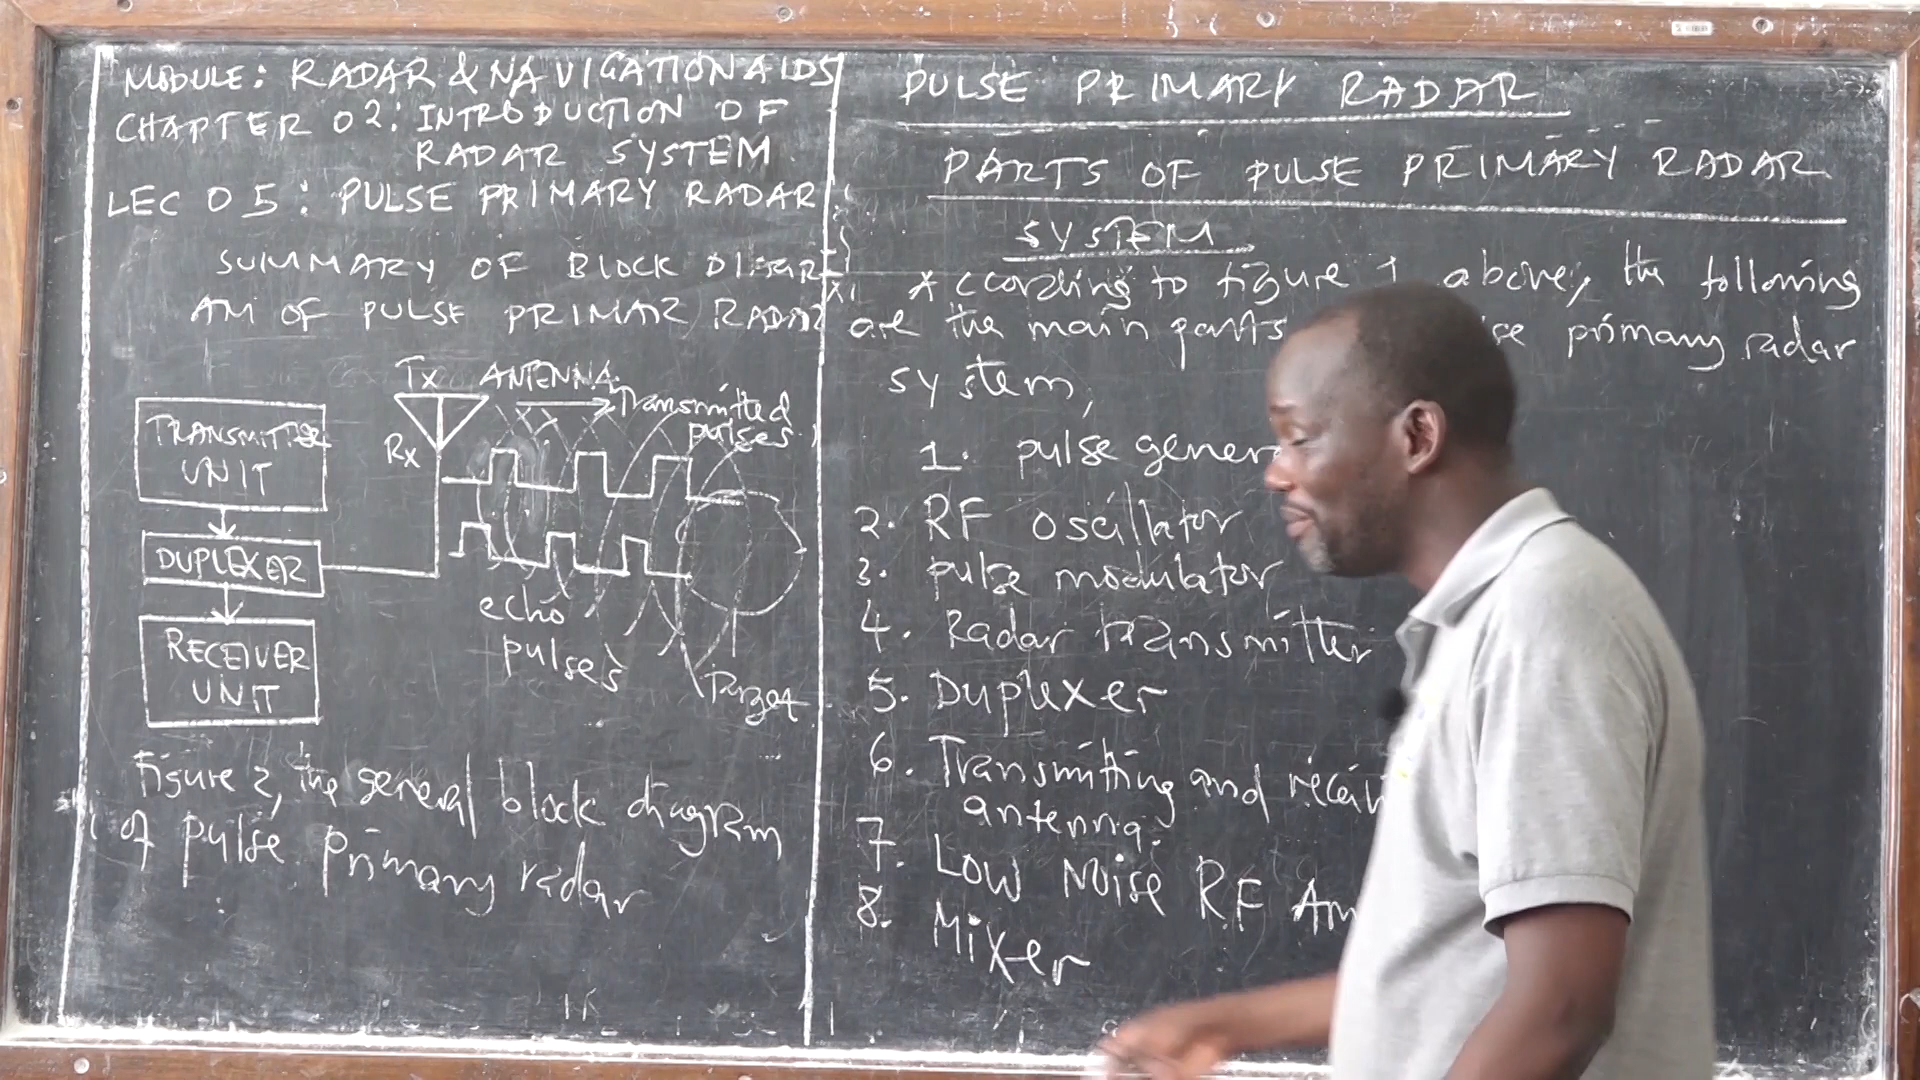 MODULE: RADAR & NAVIGATION AIDS
CHAPTER 02: INTRODUCTION OF
RADAR SYSTEM
LEC 05: PULSE PRIMARY RADAR
SUMMARY OF BLOCK DIAGR
AM OF PULSE PRIMAR RADAR
Tx ANTENNA
Transmitted
pulses
Rx
TRANSMITTER
UNIT
DUPLEXER
RECEIVER
UNIT
echo
pulses
Target
Figure 2, the general block diagram
of pulse primary radar
PULSE PRIMARY RADAR
PARTS OF PULSE PRIMARY RADAR
SYSTEM
According to figure 1 above, the following
are the main parts primary radar
system,
1. pulse gener
2. RF oscillator
3. pulse modulator
4. Radar transmitter
5. Duplexer
6. Transmitting and receiv
antenna.
7. Low Noise RF Am
8. Mixer